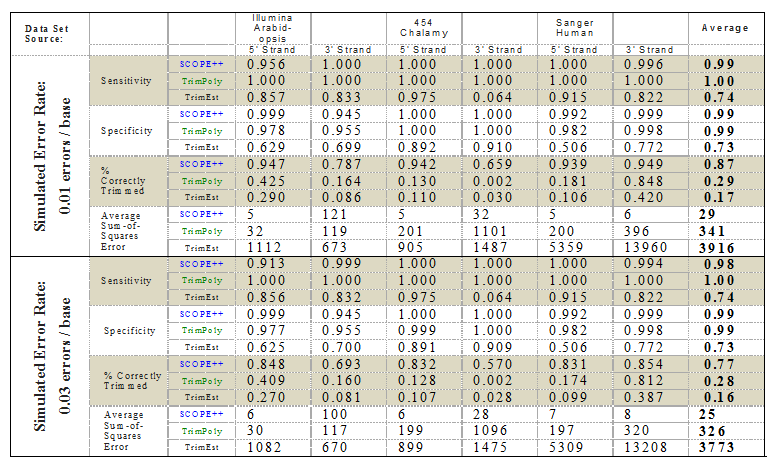 Data Set Source: Illumina Arabid-opsis 454 Chalamy Sanger Human Average
5' Strand 3' Strand 5' Strand 3' Strand 5' Strand 3' Strand
Simulated Error Rate: 0.01 errors / base
Sensitivity
SCOPE++ 0.956 1.000 1.000 1.000 1.000 0.996 0.99
TrimPoly 1.000 1.000 1.000 1.000 1.000 1.000 1.00
TrimEst 0.857 0.833 0.975 0.064 0.915 0.822 0.74
Specificity
SCOPE++ 0.999 0.945 1.000 1.000 0.992 0.999 0.99
TrimPoly 0.978 0.955 1.000 1.000 0.982 0.998 0.99
TrimEst 0.629 0.699 0.892 0.910 0.506 0.772 0.73
% Correctly Trimmed
SCOPE++ 0.947 0.787 0.942 0.659 0.939 0.949 0.87
TrimPoly 0.425 0.164 0.130 0.002 0.181 0.848 0.29
TrimEst 0.290 0.086 0.110 0.030 0.106 0.420 0.17
Average Sum-of-Squares Error
SCOPE++ 5 121 5 32 5 6 29
TrimPoly 32 119 201 1101 200 396 341
TrimEst 1112 673 905 1487 5359 13960 3916
Simulated Error Rate: 0.03 errors / base
Sensitivity
SCOPE++ 0.913 0.999 1.000 1.000 1.000 0.994 0.98
TrimPoly 1.000 1.000 1.000 1.000 1.000 1.000 1.00
TrimEst 0.856 0.832 0.975 0.064 0.915 0.822 0.74
Specificity
SCOPE++ 0.999 0.945 1.000 1.000 0.992 0.999 0.99
TrimPoly 0.977 0.955 0.999 1.000 0.982 0.998 0.99
TrimEst 0.625 0.700 0.891 0.909 0.506 0.772 0.73
% Correctly Trimmed
SCOPE++ 0.848 0.693 0.832 0.570 0.831 0.854 0.77
TrimPoly 0.409 0.160 0.128 0.002 0.174 0.812 0.28
TrimEst 0.270 0.081 0.107 0.028 0.099 0.387 0.16
Average Sum-of-Squares Error
SCOPE++ 6 100 6 28 7 8 25
TrimPoly 30 117 199 1096 197 320 326
TrimEst 1082 670 899 1475 5309 13208 3773